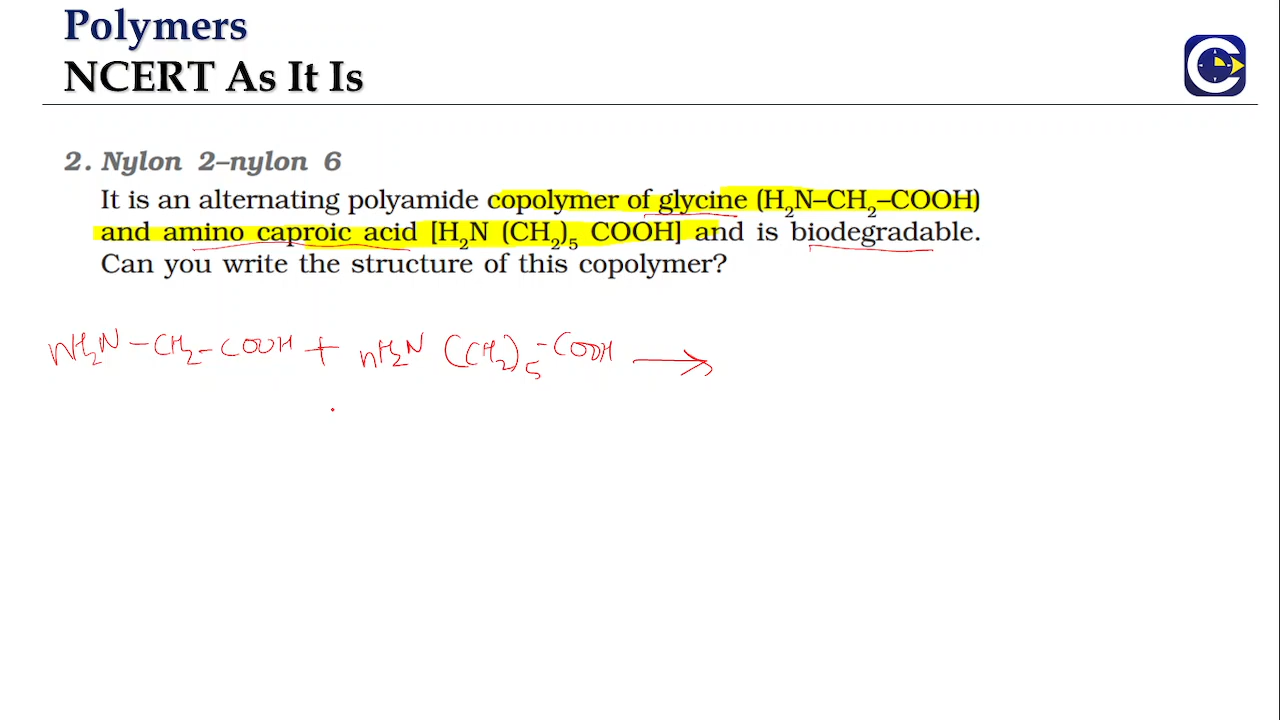 Polymers
NCERT As It Is
2. Nylon 2–nylon 6
It is an alternating polyamide copolymer of glycine (H₂N–CH₂–COOH)
and amino caproic acid [H₂N (CH₂)₅ COOH] and is biodegradable.
Can you write the structure of this copolymer?
nH₂N – CH₂ – COOH + nH₂N (CH₂)₅ - COOH ⟶